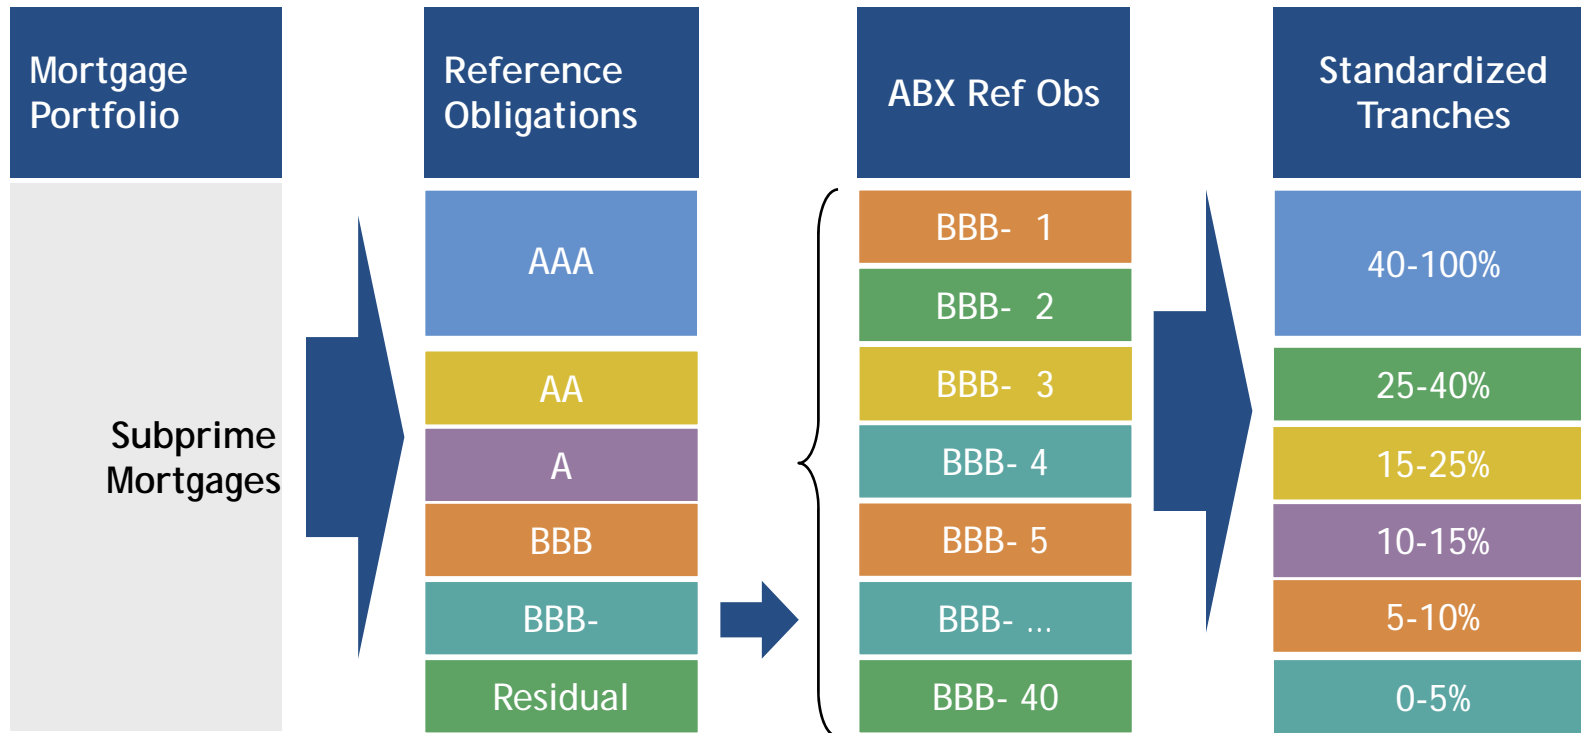 Mortgage
Portfolio
Reference
Obligations
ABX Ref Obs
Standardized
Tranches
Subprime
Mortgages
AAA
AA
A
BBB
BBB-
Residual
BBB- 1
BBB- 2
BBB- 3
BBB- 4
BBB- 5
BBB- ...
BBB- 40
40-100%
25-40%
15-25%
10-15%
5-10%
0-5%